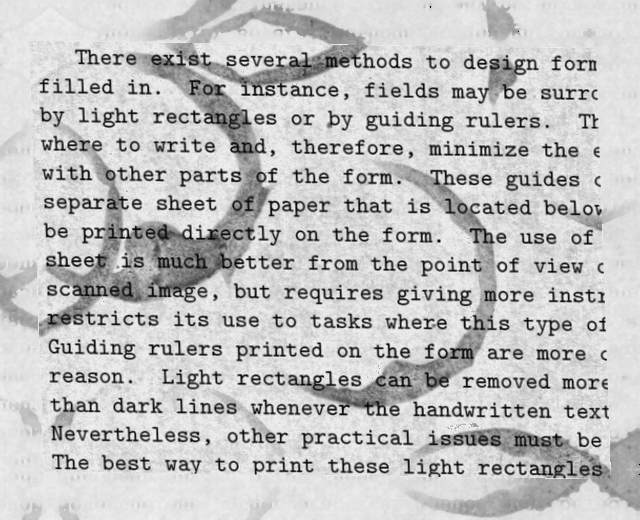 There exist several methods to design form
filled in. For instance, fields may be
by light rectangles or by guiding rulers.
where to write and, therefore, minimize the
with other parts of the form. These guides
separate sheet of paper that is located
be printed directly on the form. The use of
sheet is much better from the point of view
scanned image, but requires giving more
restricts its use to tasks where this type of
Guiding rulers printed on the form are more
reason. Light rectangles can be removed more
than dark lines whenever the handwritten text
Nevertheless, other practical issues must be
The best way to print these light rectangles